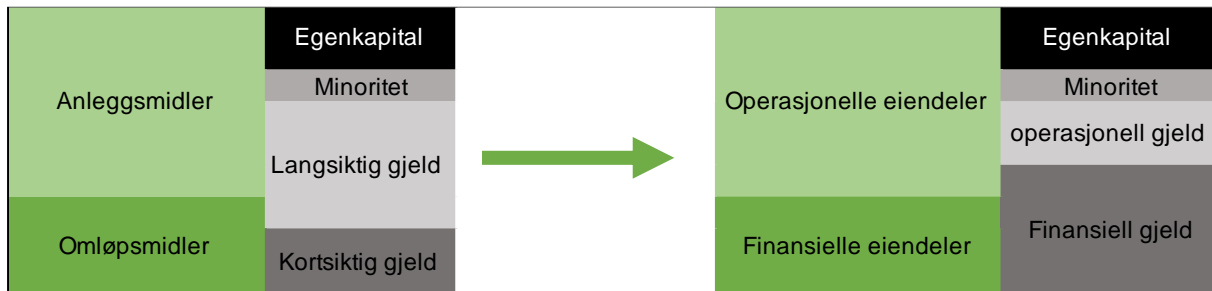 Anleggsmidler
Omløpsmidler
Egenkapital
Minoritet
Langsiktig gjeld
Kortsiktig gjeld
Operasjonelle eiendeler
Finansielle eiendeler
Egenkapital
Minoritet
operasjonell gjeld
Finansiell gjeld